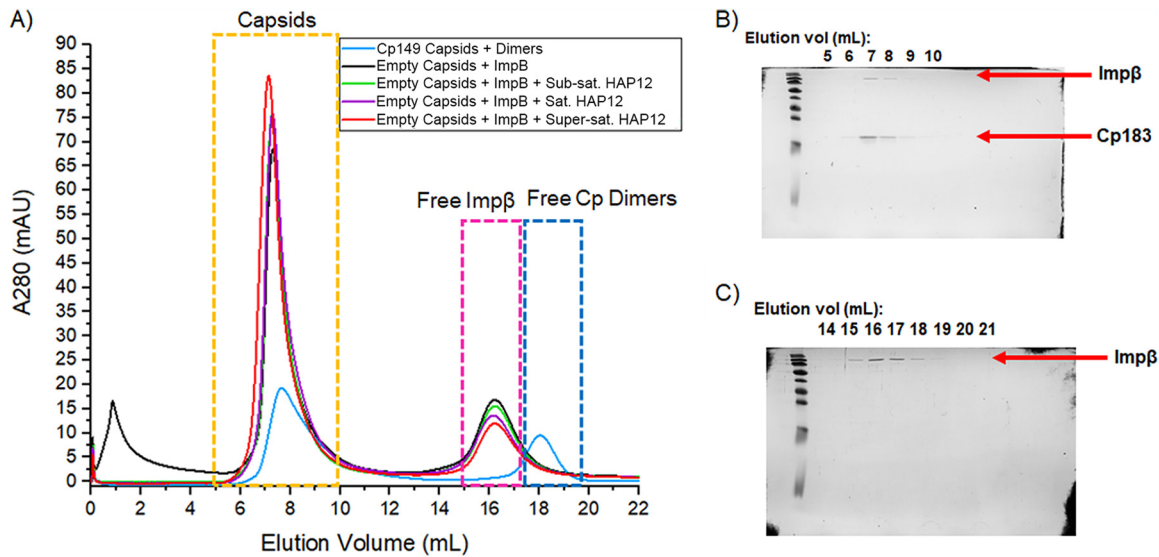 A)
Capsids
Cp149 Capsids + Dimers
Empty Capsids + ImpB
Empty Capsids + ImpB + Sub-sat. HAP12
Empty Capsids + ImpB + Sat. HAP12
Empty Capsids + ImpB + Super-sat. HAP12
Free Impβ
Free Cp Dimers
A280 (mAU)
90
85
80
75
70
65
60
55
50
45
40
35
30
25
20
15
10
5
0
0 2 4 6 8 10 12 14 16 18 20 22
Elution Volume (mL)
B)
Elution vol (mL):
5 6 7 8 9 10
Impβ
Cp183
C)
Elution vol (mL):
14 15 16 17 18 19 20 21
Impβ